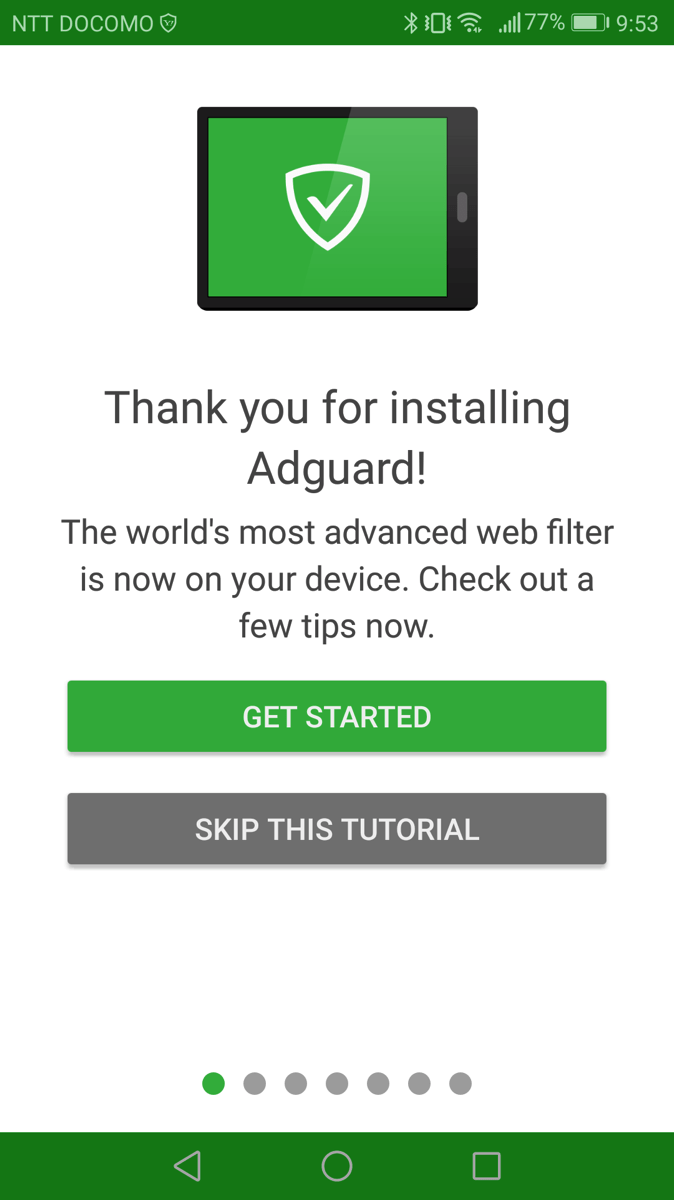 NTT DOCOMO
77% 9:53
Thank you for installing
Adguard!
The world's most advanced web filter
is now on your device. Check out a
few tips now.
GET STARTED
SKIP THIS TUTORIAL